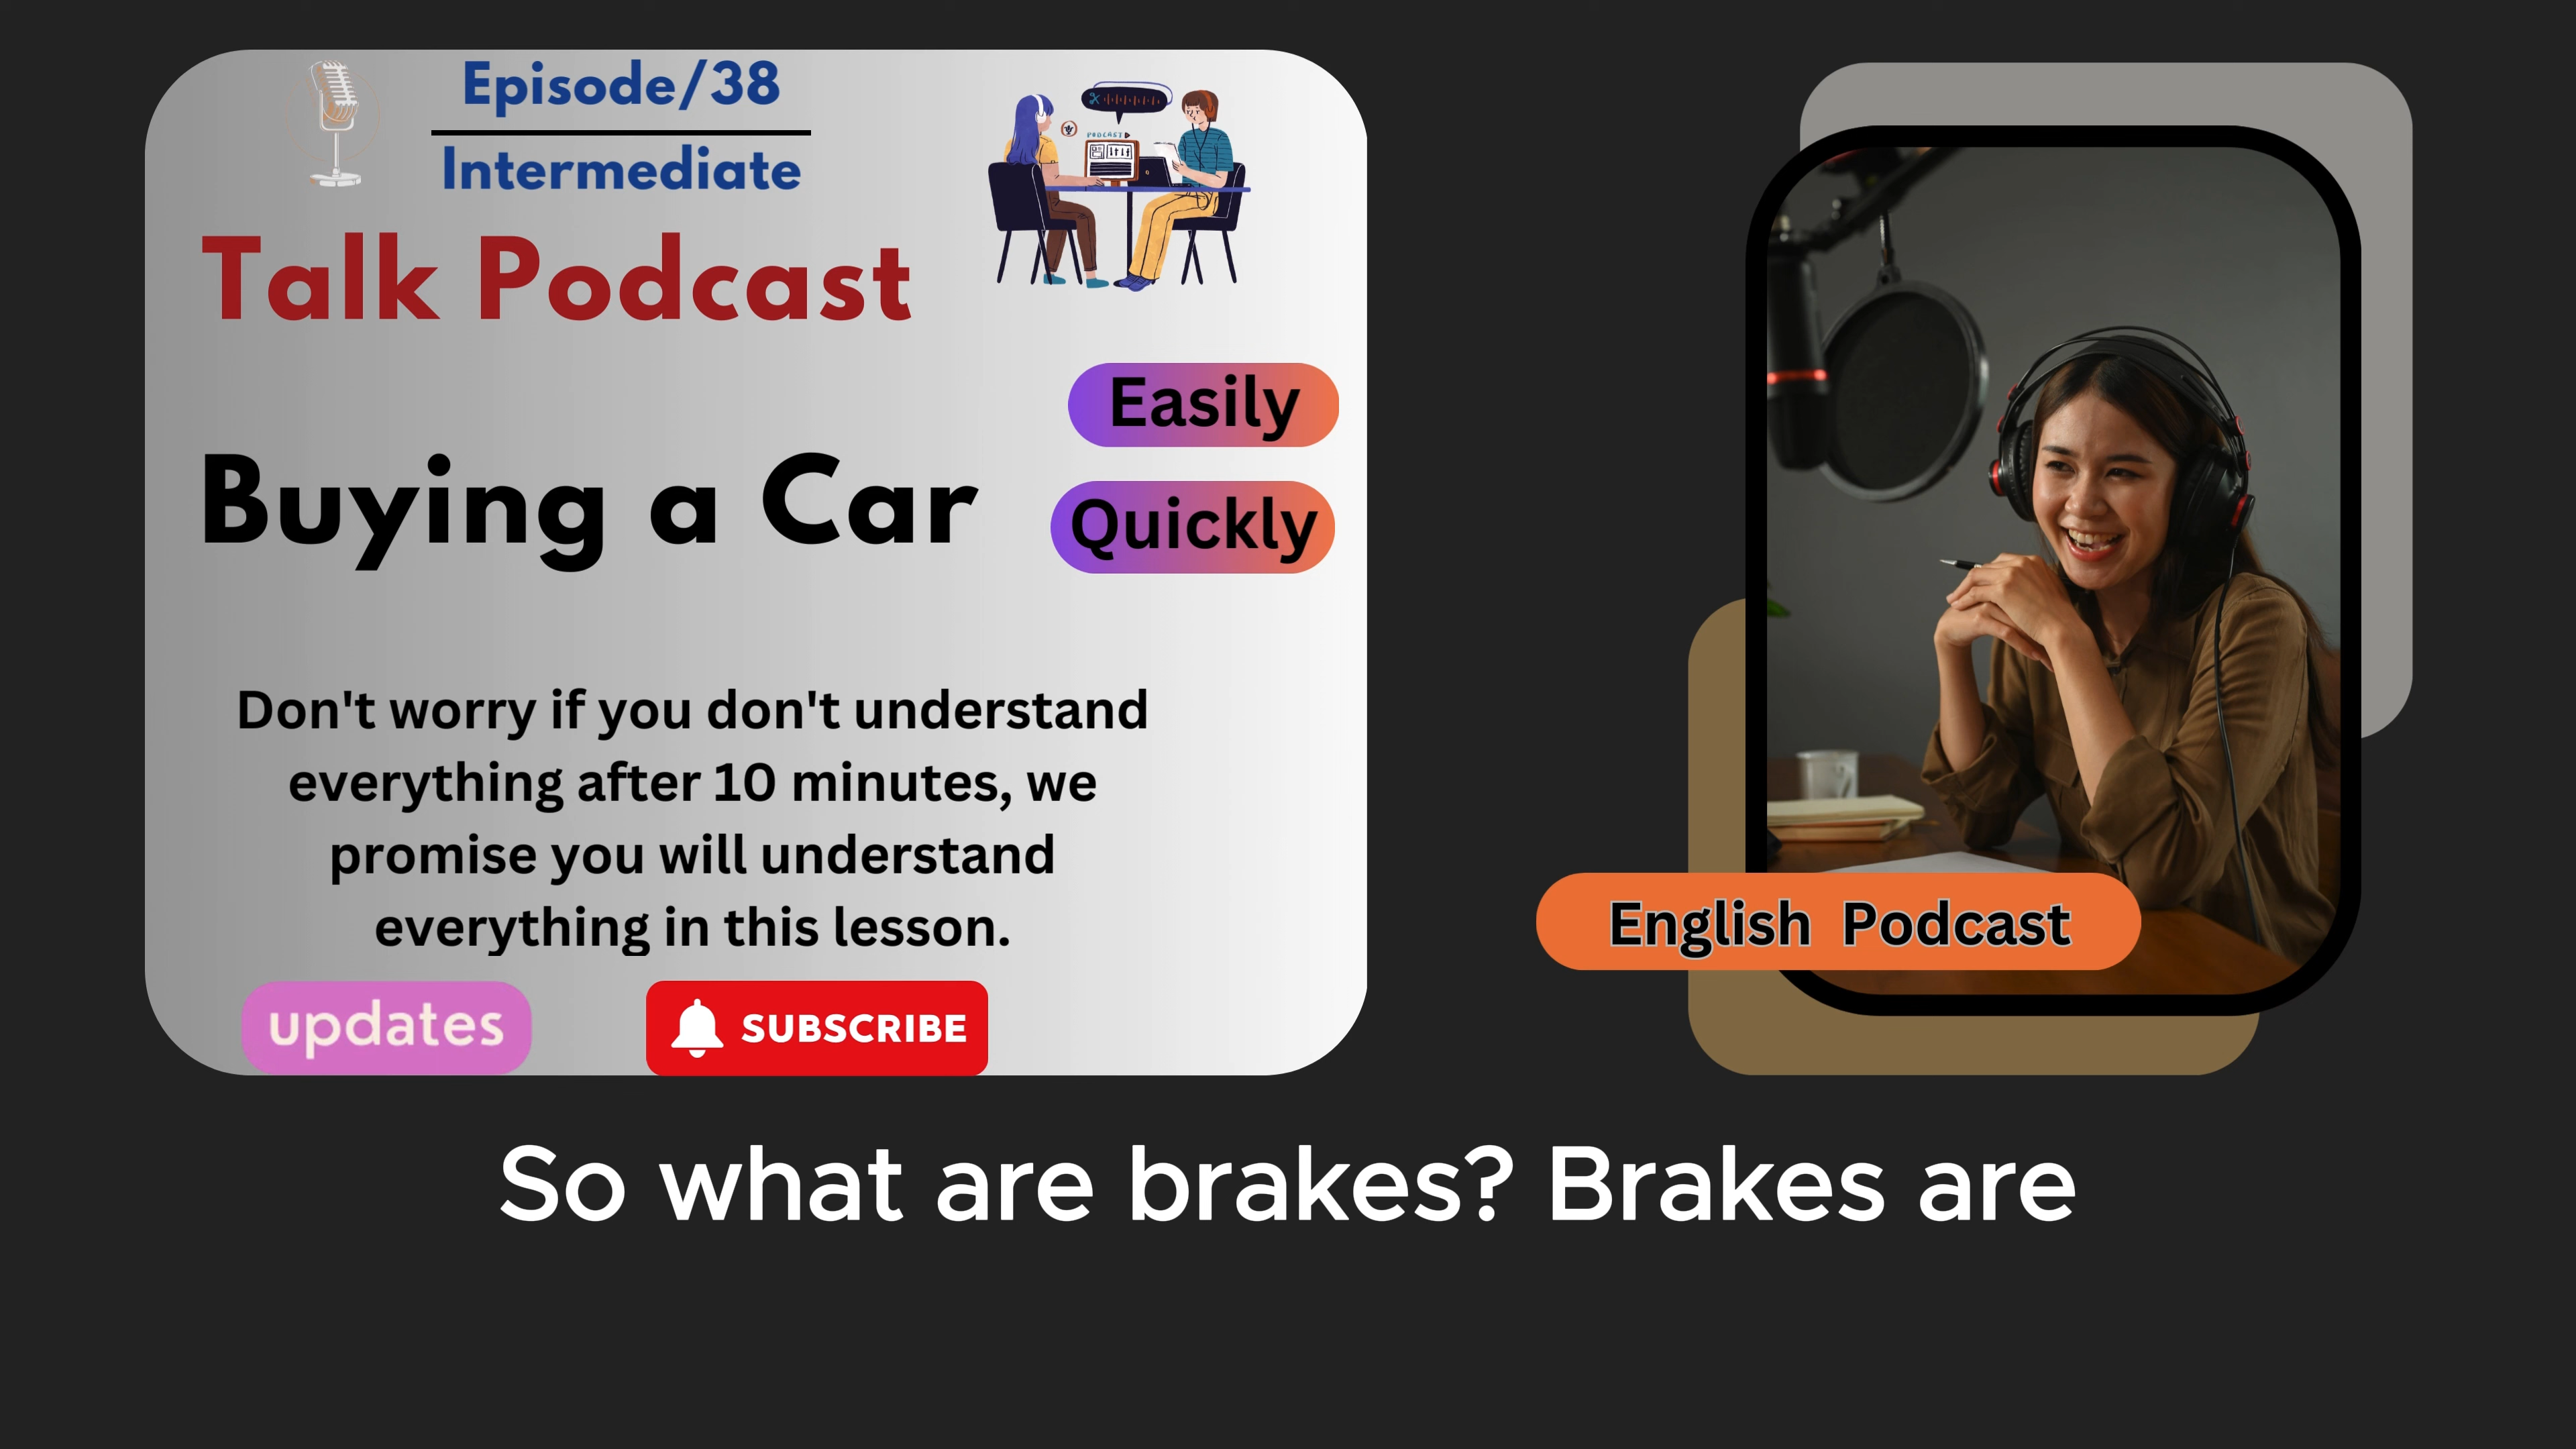 Episode/38
Intermediate
Talk Podcast
PODCAST
Easily
Buying a Car
Quickly
Don't worry if you don't understand
everything after 10 minutes, we
promise you will understand
everything in this lesson.
English Podcast
updates
SUBSCRIBE
So what are brakes? Brakes are